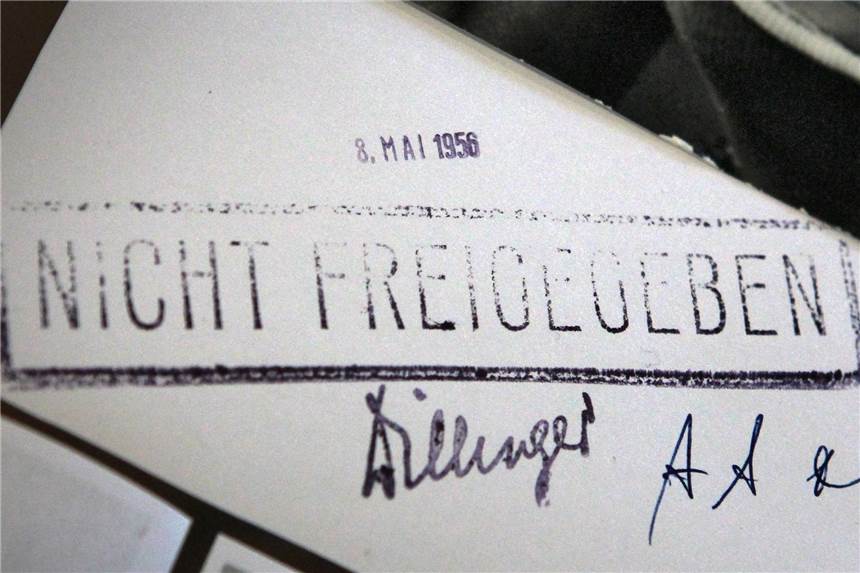 8. MAI 1956
NICHT FREIGEGEBEN
Dillinger
A A